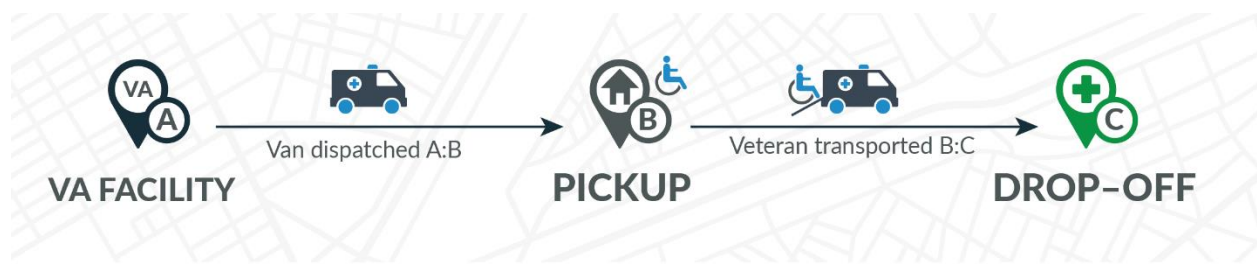 VA
A
Van dispatched A:B
B
Veteran transported B:C
C
VA FACILITY
PICKUP
DROP-OFF